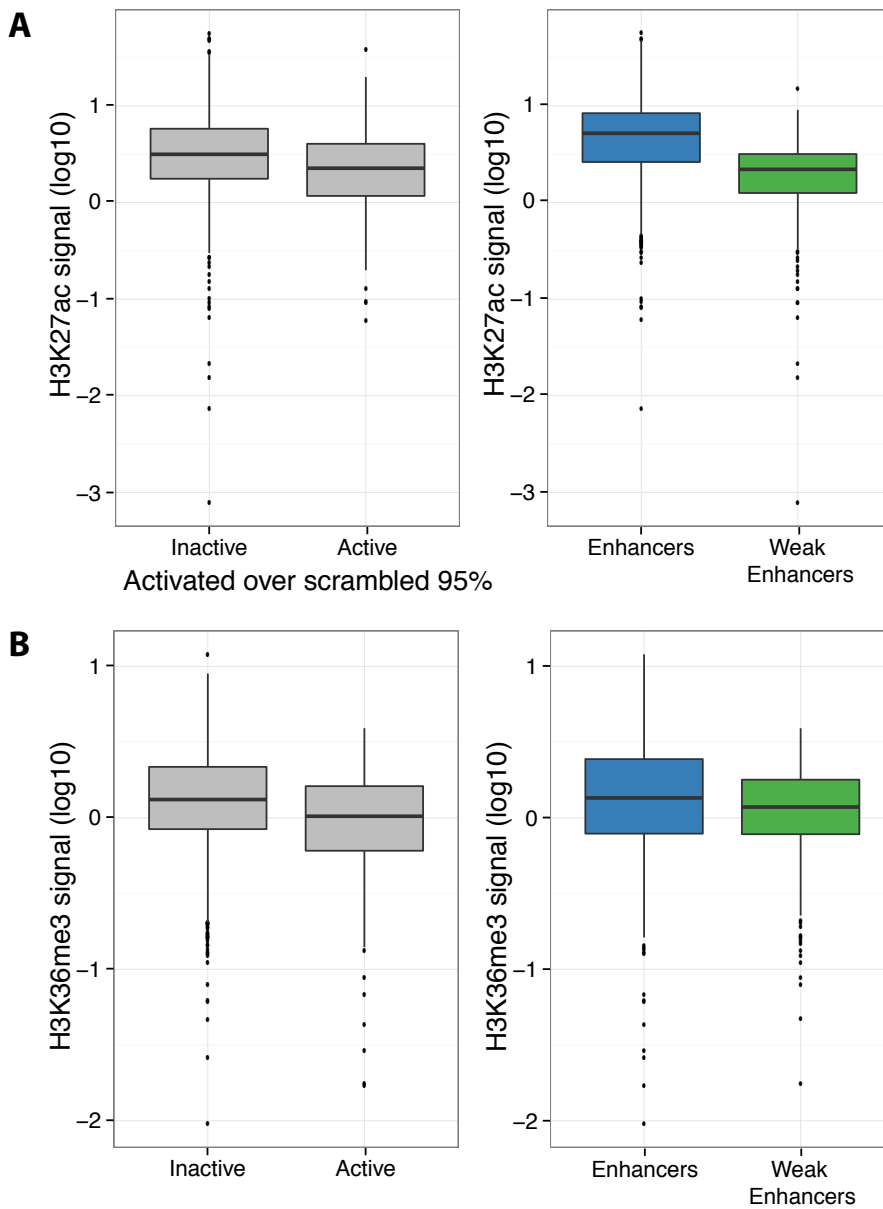 A
H3K27ac signal (log10)
1
0
−1
−2
−3
Inactive
Active
Activated over scrambled 95%
H3K27ac signal (log10)
1
0
−1
−2
−3
Enhancers
Weak
Enhancers
B
H3K36me3 signal (log10)
1
0
−1
−2
Inactive
Active
H3K36me3 signal (log10)
1
0
−1
−2
Enhancers
Weak
Enhancers